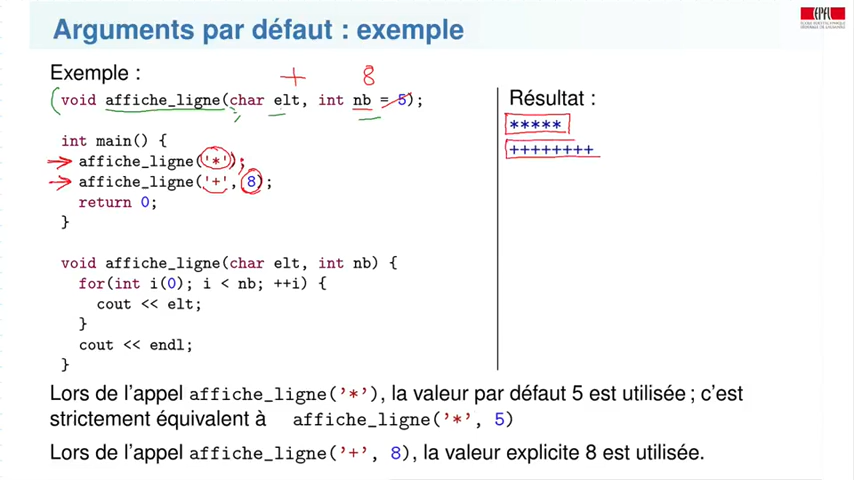 Arguments par défaut : exemple
EPFL
Exemple :
+ 8
void affiche_ligne(char elt, int nb = 5);
int main() {
affiche_ligne('*');
affiche_ligne('+', 8);
return 0;
}
void affiche_ligne(char elt, int nb) {
for(int i(0); i < nb; ++i) {
cout << elt;
}
cout << endl;
}
Résultat :
*****
++++++++
Lors de l'appel affiche_ligne('*'), la valeur par défaut 5 est utilisée ; c'est
strictement équivalent à affiche_ligne('*', 5)
Lors de l'appel affiche_ligne('+', 8), la valeur explicite 8 est utilisée.